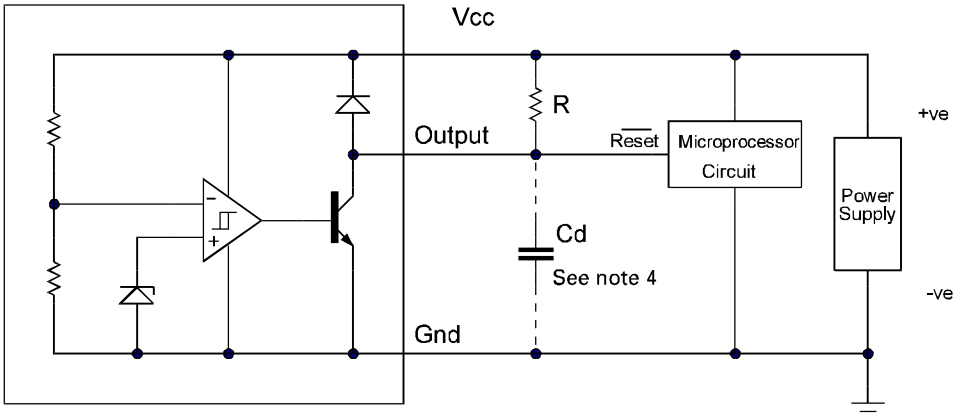 Vcc
R
+ve
Output
Reset
Microprocessor
Circuit
Power
Supply
−
+
Cd
See note 4
-ve
Gnd